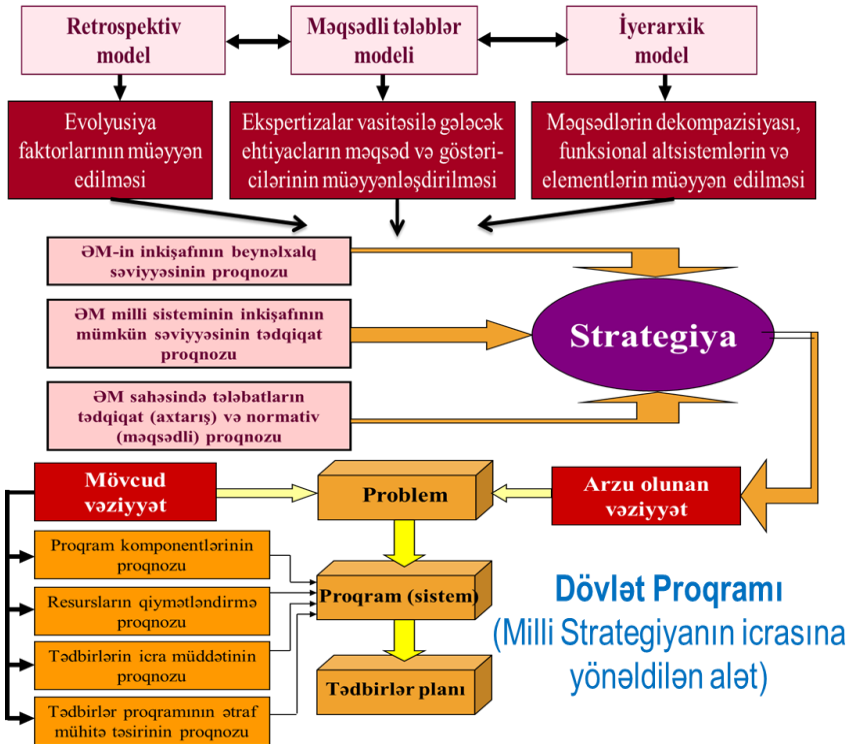 Retrospektiv
model
Məqsədli tələblər
modeli
İyerarxik
model
Evolyusiya
faktorlarının müəyyən
edilməsi
Ekspertizalar vasitəsilə gələcək
ehtiyacların məqsəd və göstəri-
cilərinin müəyyənləşdirilməsi
Məqsədlərin dekompazisiyası,
funksional altsistemlərin və
elementlərin müəyyən edilməsi
ƏM-in inkişafının beynəlxalq
səviyyəsinin proqnozu
ƏM milli sisteminin inkişafının
mümkün səviyyəsinin tədqiqat
proqnozu
ƏM sahəsində tələbatların
tədqiqat (axtarış) və normativ
(məqsədli) proqnozu
Strategiya
Mövcud
vəziyyət
Problem
Arzu olunan
vəziyyət
Proqram komponentlərinin
proqnozu
Resursların qiymətləndirmə
proqnozu
Tədbirlərin icra müddətinin
proqnozu
Tədbirlər proqramının ətraf
mühitə təsirinin proqnozu
Proqram (sistem)
Tədbirlər planı
Dövlət Proqramı
(Milli Strategiyanın icrasına
yönəldilən alət)